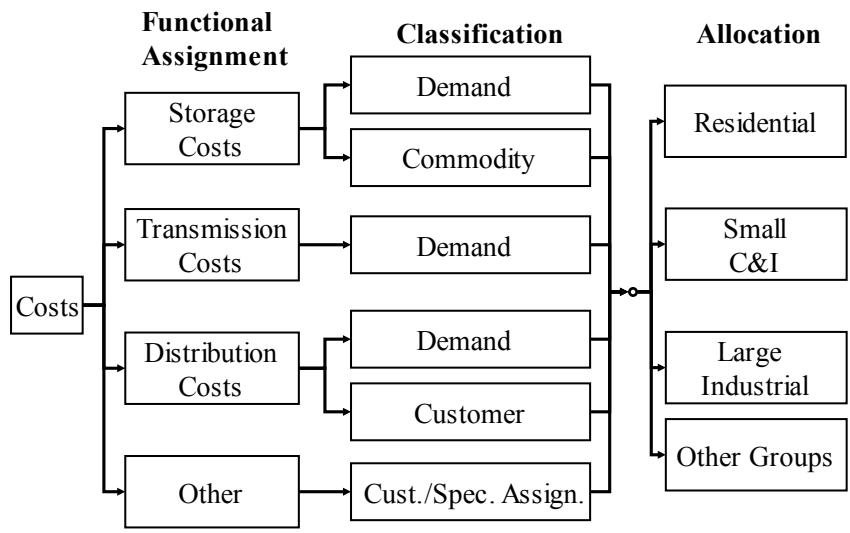 Functional
Assignment
Classification
Allocation
Costs
Storage
Costs
Transmission
Costs
Distribution
Costs
Other
Demand
Commodity
Demand
Demand
Customer
Cust./Spec. Assign.
Residential
Small
C&I
Large
Industrial
Other Groups